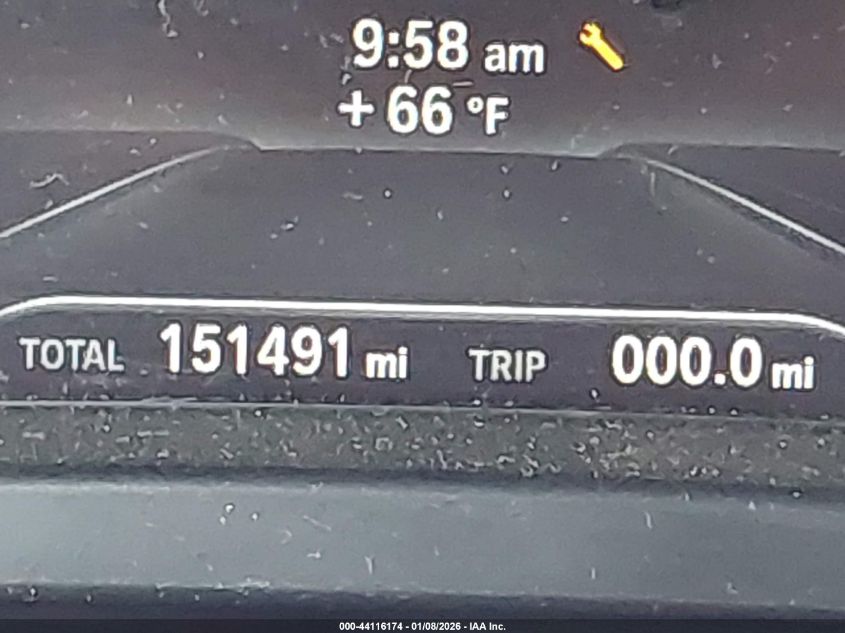 9:58 am
+ 66 °F
TOTAL 151491 mi TRIP 000.0 mi
000-44116174 - 01/08/2026 - IAA Inc.